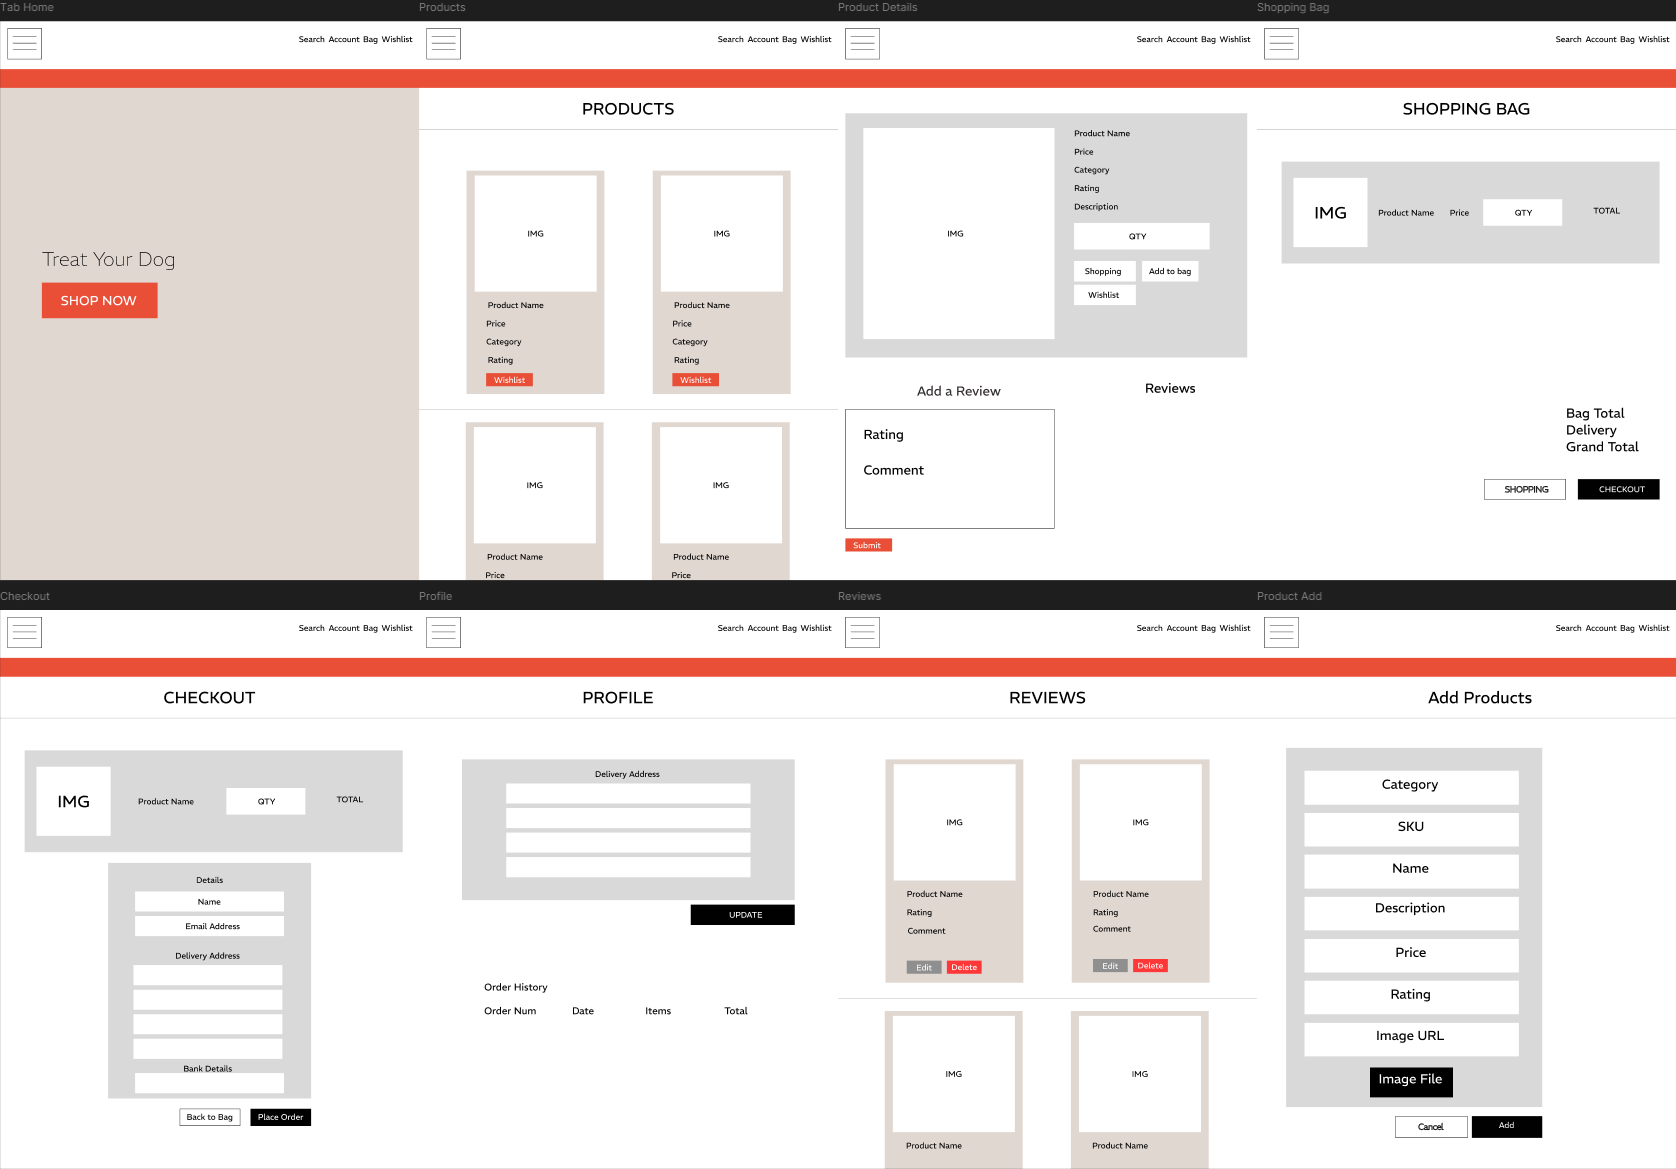 Tab Home
Search Account Bag Wishlist
Treat Your Dog
SHOP NOW
Products
Search Account Bag Wishlist
PRODUCTS
IMG
Product Name
Price
Category
Rating
Wishlist
IMG
Product Name
Price
Category
Rating
Wishlist
IMG
Product Name
Price
IMG
Product Name
Price
Product Details
Search Account Bag Wishlist
IMG
Product Name
Price
Category
Rating
Description
QTY
Shopping
Add to bag
Wishlist
Add a Review
Rating
Comment
Submit
Reviews
Shopping Bag
Search Account Bag Wishlist
SHOPPING BAG
IMG
Product Name
Price
QTY
TOTAL
Bag Total
Delivery
Grand Total
SHOPPING
CHECKOUT
Checkout
Search Account Bag Wishlist
CHECKOUT
IMG
Product Name
QTY
TOTAL
Details
Name
Email Address
Delivery Address
Bank Details
Back to Bag
Place Order
Profile
Search Account Bag Wishlist
PROFILE
Delivery Address
UPDATE
Order History
Order Num
Date
Items
Total
Reviews
Search Account Bag Wishlist
REVIEWS
IMG
Product Name
Rating
Comment
Edit
Delete
IMG
Product Name
Rating
Comment
Edit
Delete
IMG
Product Name
IMG
Product Name
Product Add
Search Account Bag Wishlist
Add Products
Category
SKU
Name
Description
Price
Rating
Image URL
Image File
Cancel
Add